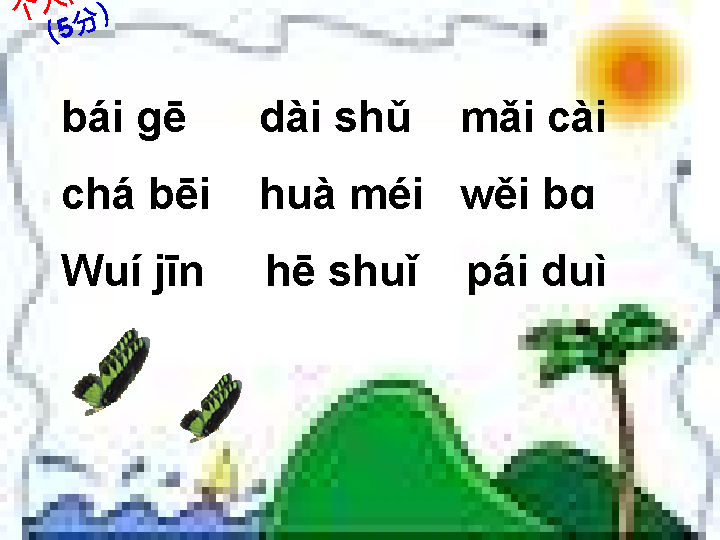 (5分)
bái gē dài shǔ mǎi cài
chá bēi huà méi wěi bɑ
Wuí jīn hē shuǐ pái duì